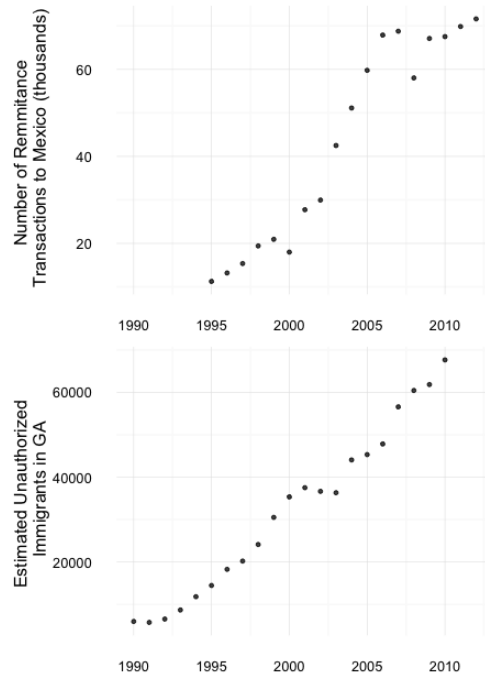 Number of Remmitance
Transactions to Mexico (thousands)
60
40
20
1990 1995 2000 2005 2010
Estimated Unauthorized
Immigrants in GA
60000
40000
20000
1990 1995 2000 2005 2010